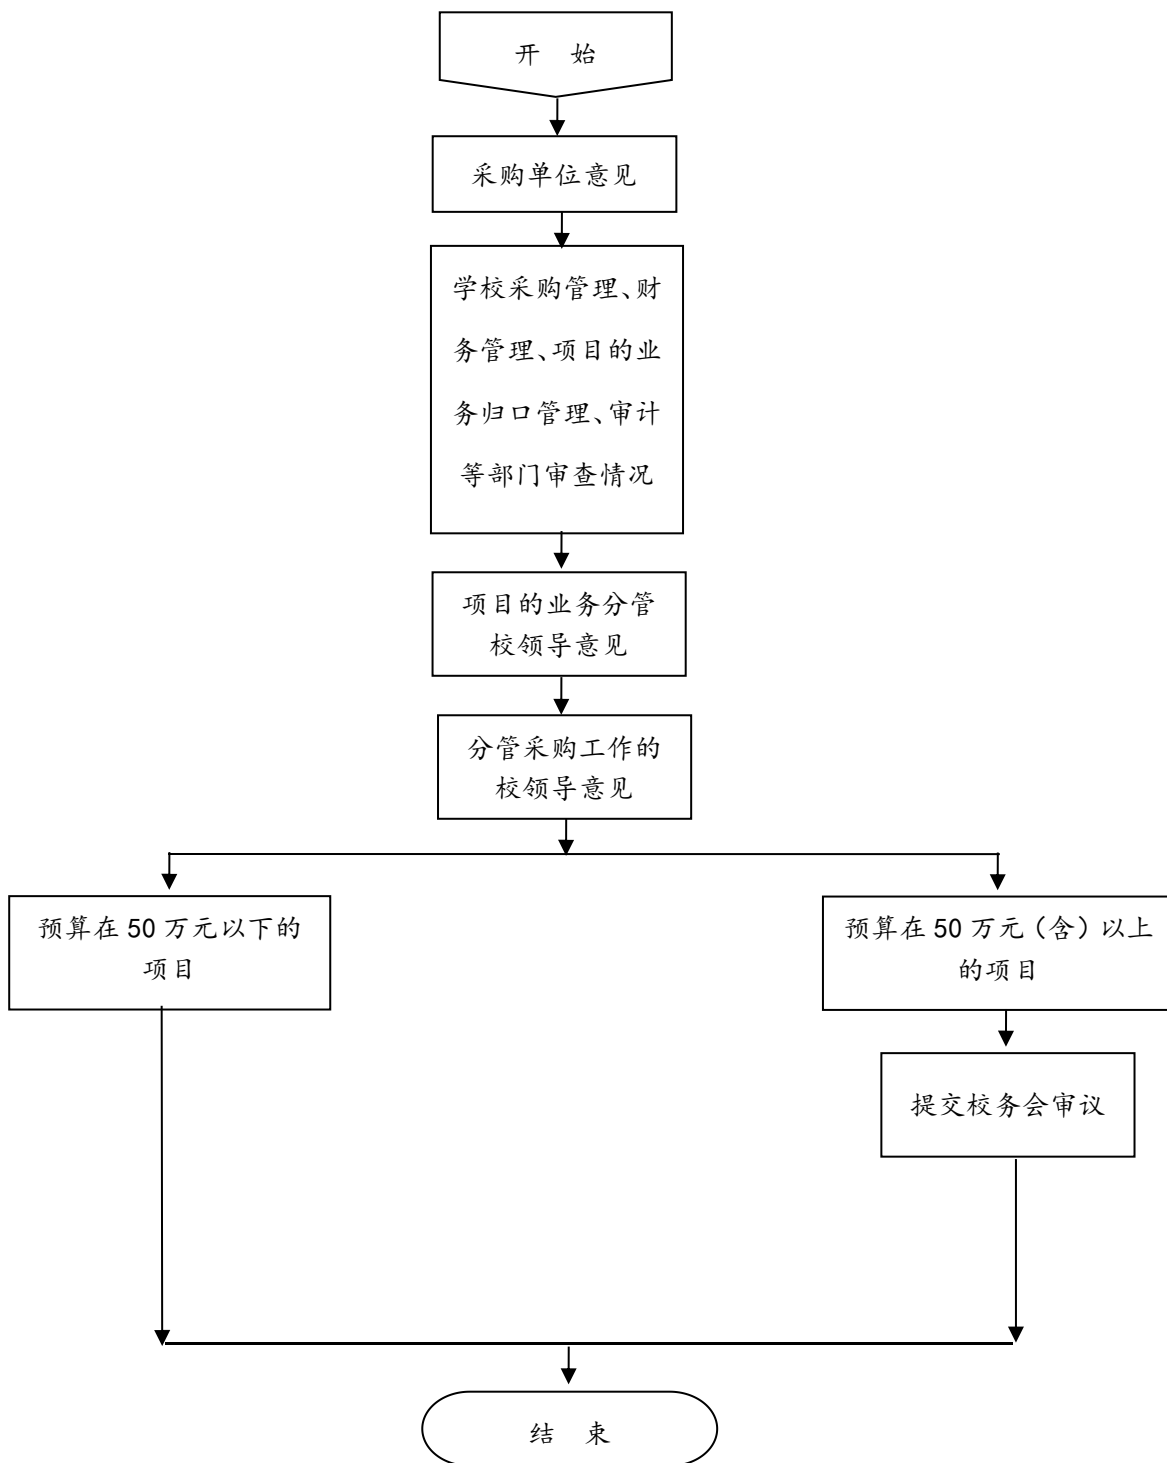 开 始
采购单位意见
学校采购管理、财
务管理、项目的业
务归口管理、审计
等部门审查情况
项目的业务分管
校领导意见
分管采购工作的
校领导意见
预算在 50 万元以下的
项目
预算在 50 万元（含）以上
的项目
提交校务会审议
结 束